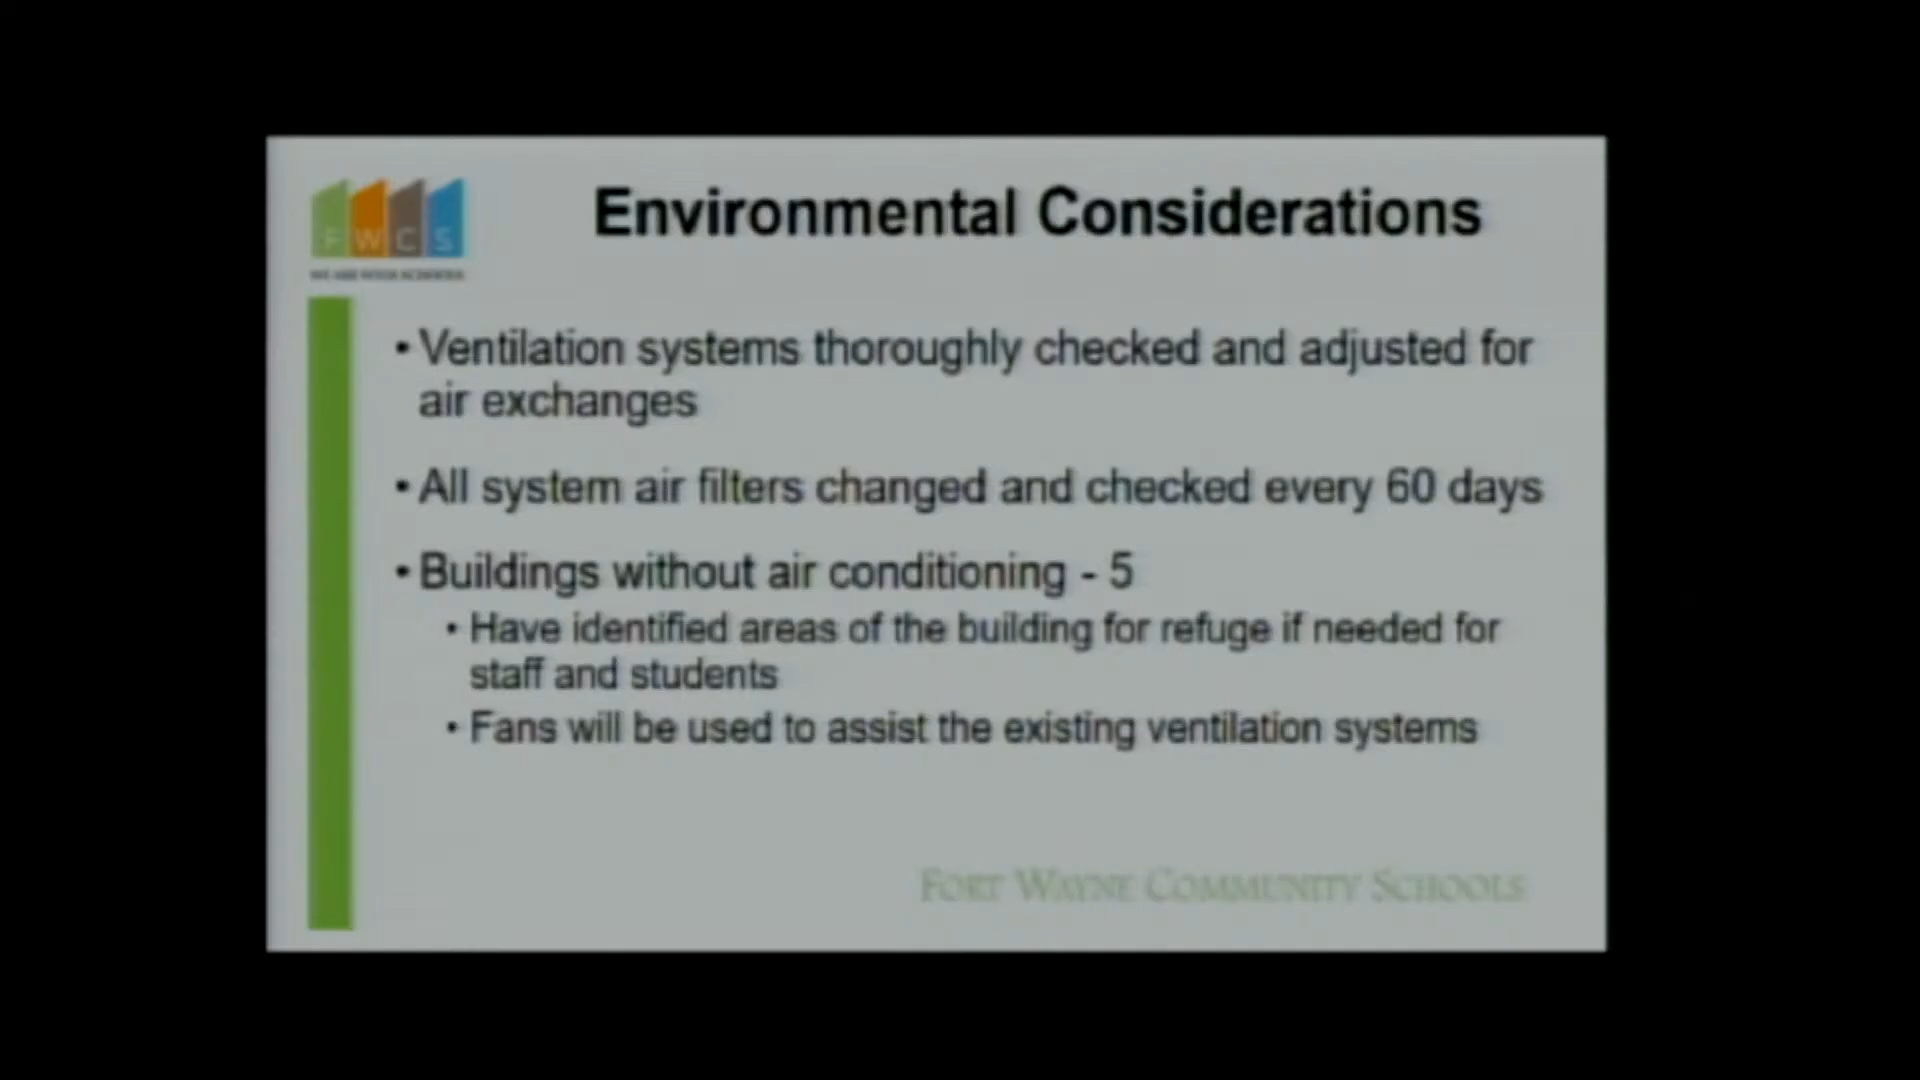 FWCS
Environmental Considerations
• Ventilation systems thoroughly checked and adjusted for
air exchanges
• All system air filters changed and checked every 60 days
• Buildings without air conditioning - 5
• Have identified areas of the building for refuge if needed for
staff and students
• Fans will be used to assist the existing ventilation systems
FORT WAYNE COMMUNITY SCHOOLS